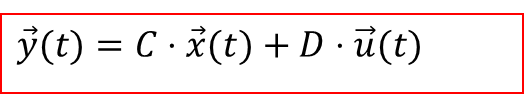 y⃗(t) = C · x⃗(t) + D · u⃗(t)